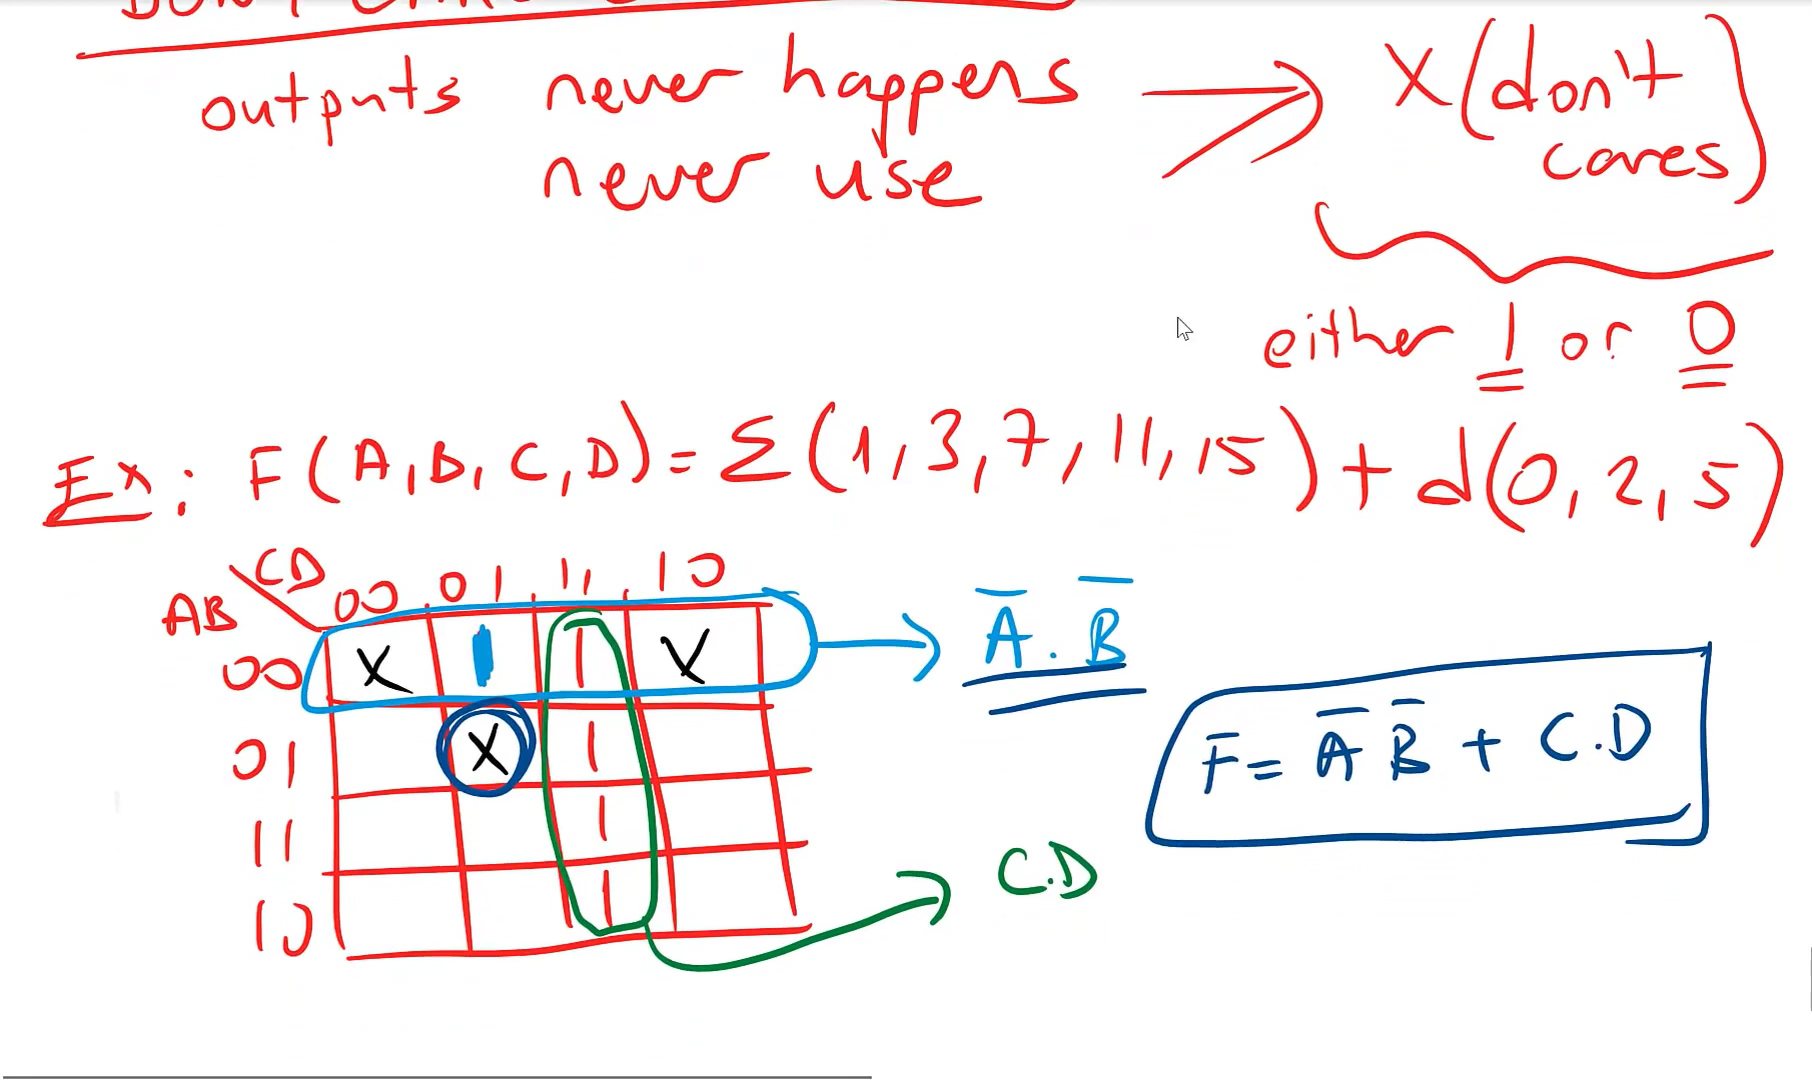 outputs never happens
never use
X (don't cares)
either 1 or 0
Ex: F(A,B,C,D) = Σ(1,3,7,11,15) + d(0,2,5)
CD
AB
00 01 11 10
00 X 1 1 X
01 X 1
11 1
10 1
A̅ . B̅
F = A̅ B̅ + C.D
C.D